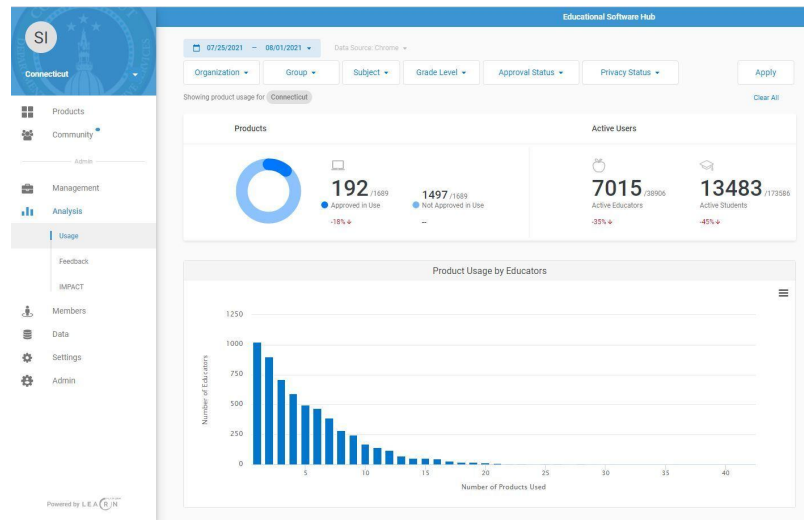 Educational Software Hub
SI
Connecticut
Products
Community
Admin
Management
Analysis
Usage
Feedback
IMPACT
Members
Data
Settings
Admin
Powered by LEARN
07/25/2021 – 08/01/2021
Data Source: Chrome
Organization Group Subject Grade Level Approval Status Privacy Status Apply
Showing product usage for Connecticut Clear All
Products
192 /1689
Approved in Use
-18%
1497 /1689
Not Approved in Use
--
Active Users
7015 /38906
Active Educators
-35%
13483 /173586
Active Students
-45%
Product Usage by Educators
Number of Educators
1250
1000
750
500
250
0
5 10 15 20 25 30 35 40
Number of Products Used